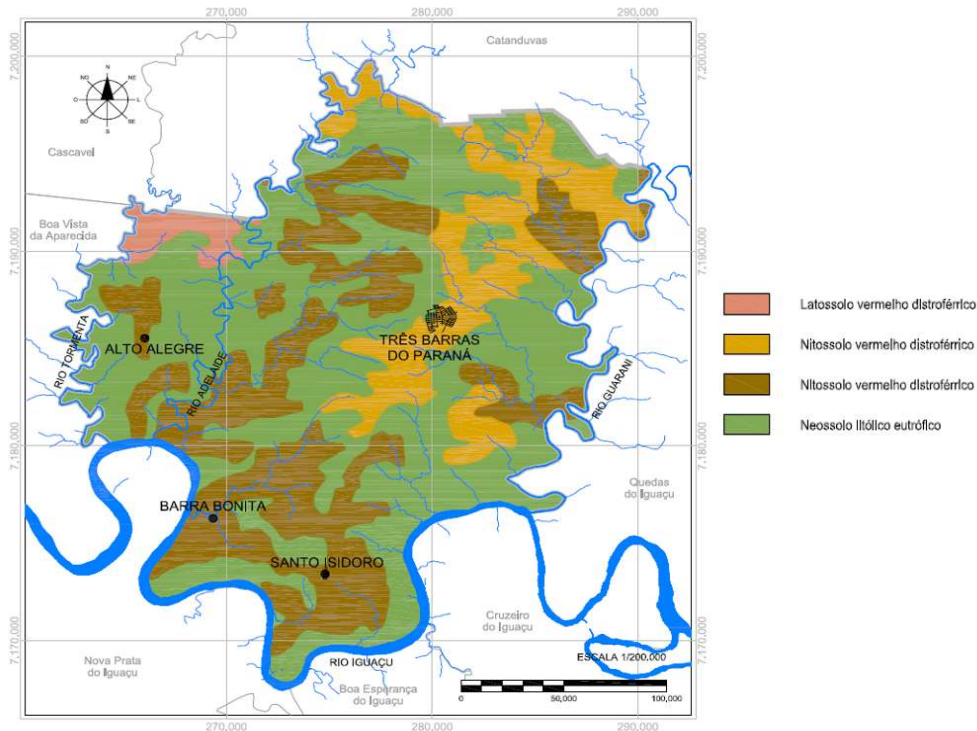 270,000
280,000
290,000
7,200,000
7,200,000
Catanduvas
N
NO
NE
O
L
SO
SE
S
Cascavel
Boa Vista
da Aparecida
7,190,000
7,190,000
RIO TORMENTA
ALTO ALEGRE
RIO ADELAIDE
TRÊS BARRAS
DO PARANÁ
RIO GUARANI
7,180,000
7,180,000
Quedas
do Iguaçu
BARRA BONITA
SANTO ISIDORO
Cruzeiro
do Iguaçu
7,170,000
7,170,000
Nova Prata
do Iguaçu
RIO IGUAÇU
Boa Esperança
do Iguaçu
ESCALA 1/200.000
0
50,000
100,000
270,000
280,000
290,000
Latossolo vermelho distroférrico
Nitossolo vermelho distroférrico
Nitossolo vermelho distroférrico
Neossolo litólico eutrófico